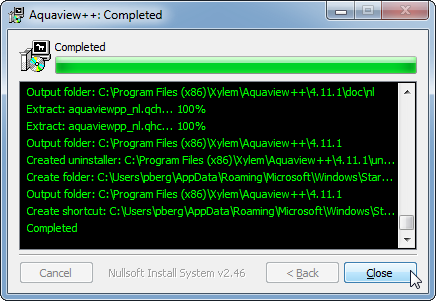 Aquaview++: Completed
Completed
Output folder: C:\Program Files (x86)\Xylem\Aquaview++\4.11.1\doc\nl
Extract: aquaviewpp_nl.qch... 100%
Extract: aquaviewpp_nl.qhc... 100%
Output folder: C:\Program Files (x86)\Xylem\Aquaview++\4.11.1
Created uninstaller: C:\Program Files (x86)\Xylem\Aquaview++\4.11.1\un...
Create folder: C:\Users\pberg\AppData\Roaming\Microsoft\Windows\Star...
Output folder: C:\Program Files (x86)\Xylem\Aquaview++\4.11.1
Create shortcut: C:\Users\pberg\AppData\Roaming\Microsoft\Windows\St...
Completed
Cancel Nullsoft Install System v2.46 < Back Close